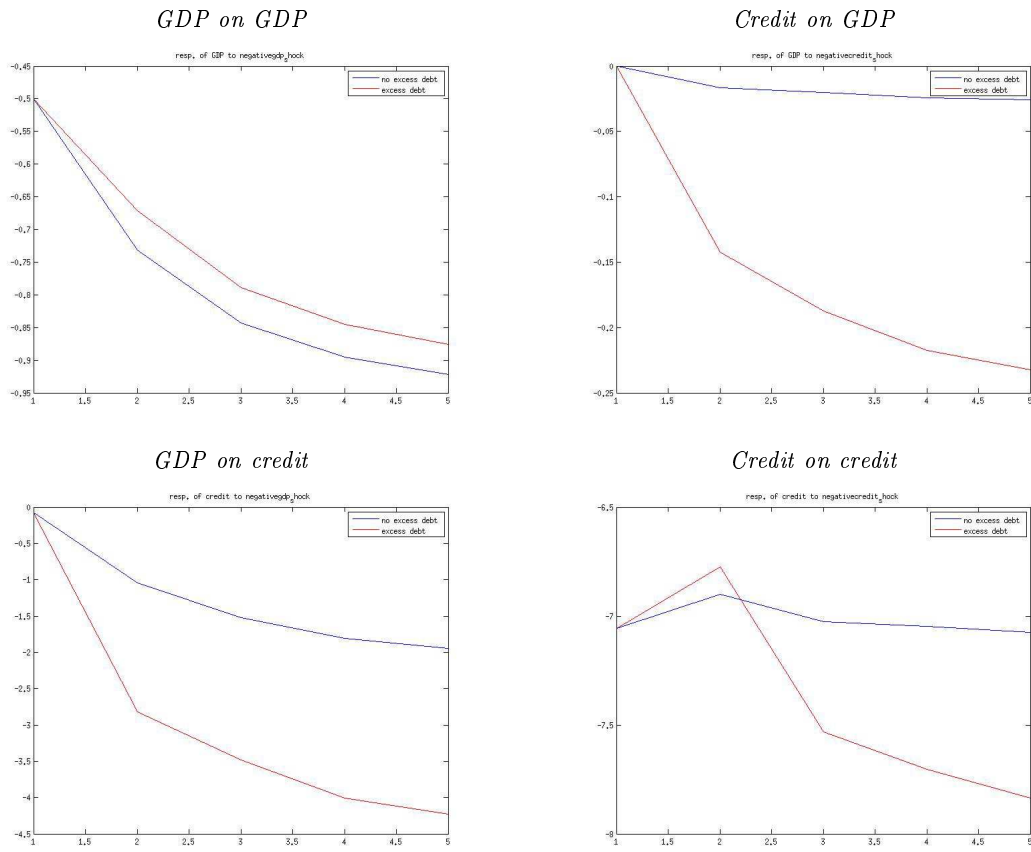 GDP on GDP
resp. of GDP to negativegdp_shock
no excess debt
excess debt
-0.45
-0.5
-0.55
-0.6
-0.65
-0.7
-0.75
-0.8
-0.85
-0.9
-0.95
1 1.5 2 2.5 3 3.5 4 4.5 5
Credit on GDP
resp. of GDP to negativecredit_shock
no excess debt
excess debt
0
-0.05
-0.1
-0.15
-0.2
-0.25
1 1.5 2 2.5 3 3.5 4 4.5 5
GDP on credit
resp. of credit to negativegdp_shock
no excess debt
excess debt
0
-0.5
-1
-1.5
-2
-2.5
-3
-3.5
-4
-4.5
1 1.5 2 2.5 3 3.5 4 4.5 5
Credit on credit
resp. of credit to negativecredit_shock
no excess debt
excess debt
-6.5
-7
-7.5
-8
1 1.5 2 2.5 3 3.5 4 4.5 5